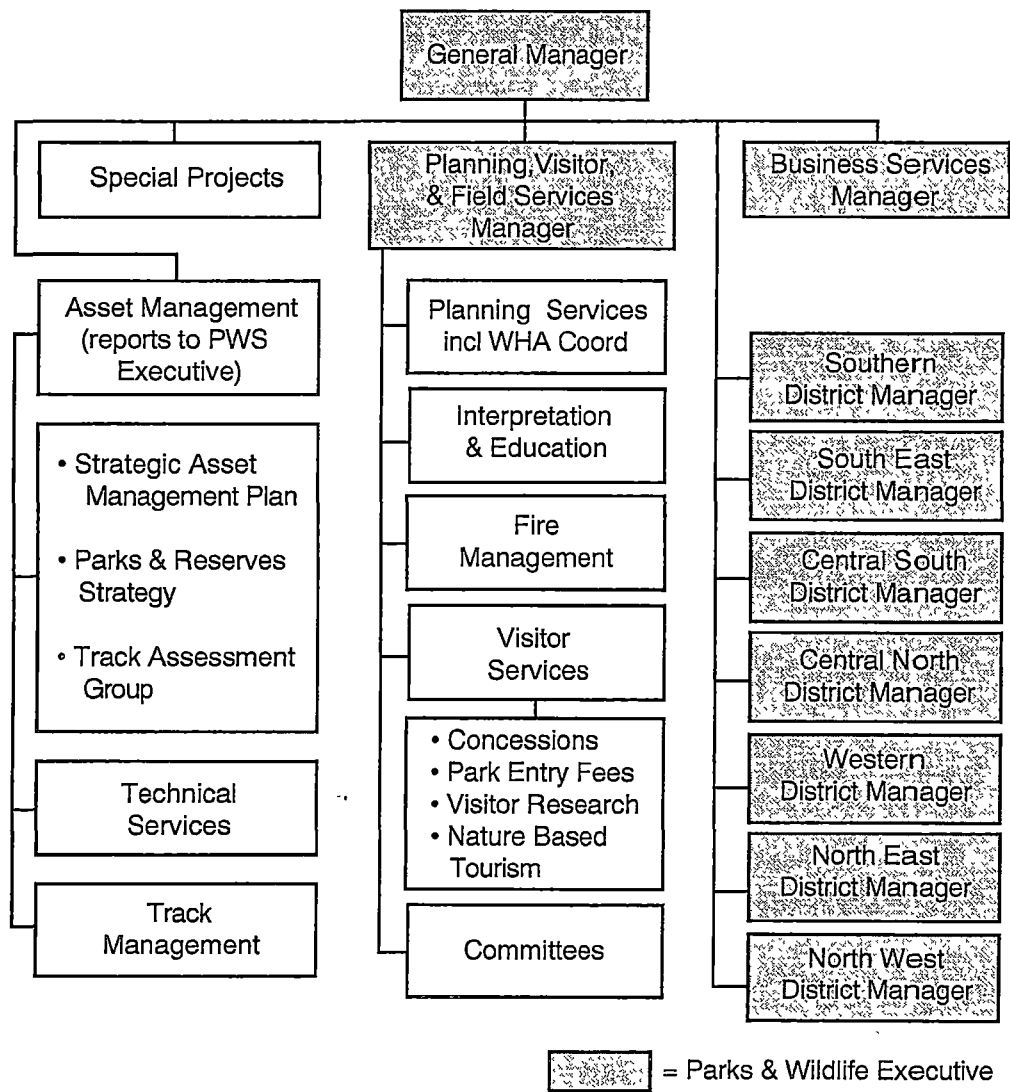 General Manager
Special Projects
Planning, Visitor,
& Field Services
Manager
Business Services
Manager
Asset Management
(reports to PWS
Executive)
• Strategic Asset
Management Plan
• Parks & Reserves
Strategy
• Track Assessment
Group
Technical
Services
Track
Management
Planning Services
incl WHA Coord
Interpretation
& Education
Fire
Management
Visitor
Services
• Concessions
• Park Entry Fees
• Visitor Research
• Nature Based
Tourism
Committees
Southern
District Manager
South East
District Manager
Central South
District Manager
Central North
District Manager
Western
District Manager
North East
District Manager
North West
District Manager
= Parks & Wildlife Executive